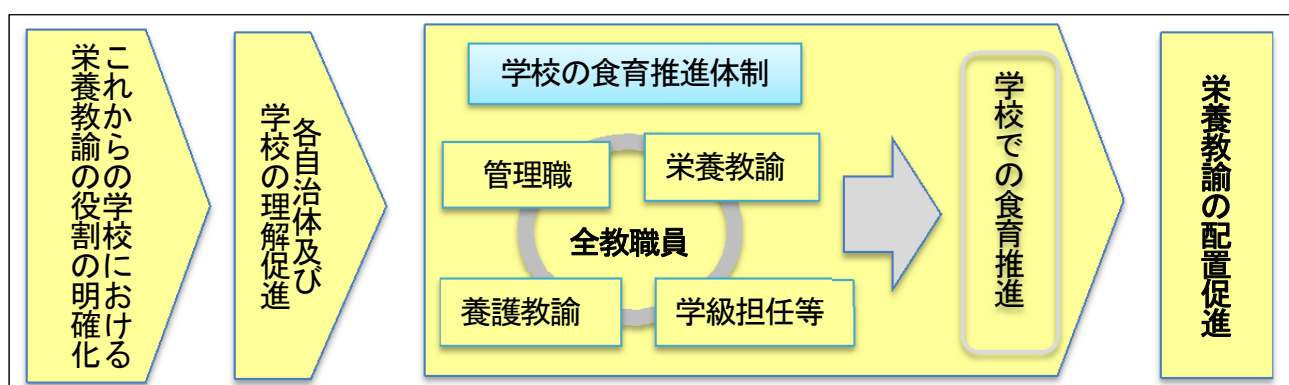 これからの学校における
栄養教諭の役割の明確化
各自治体及び
学校の理解促進
学校の食育推進体制
管理職
栄養教諭
全教職員
養護教諭
学級担任等
学校での食育推進
栄養教諭の配置促進